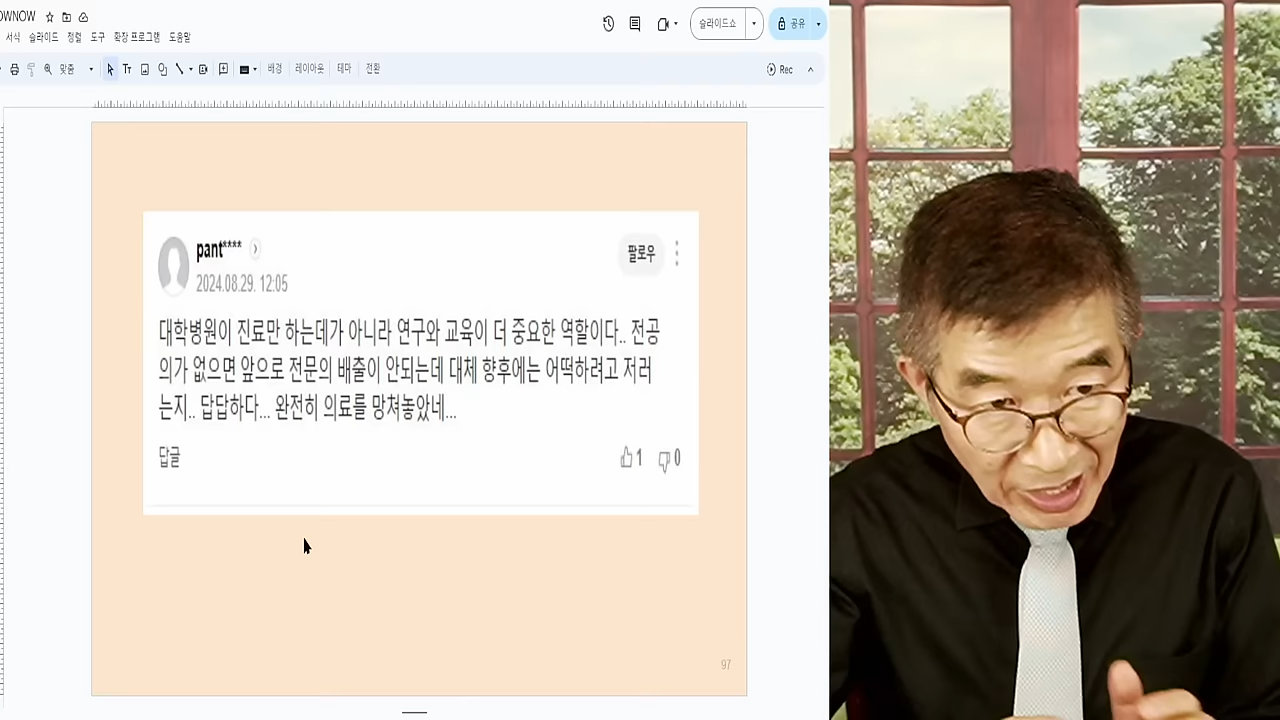 OWNOW
서식 슬라이드 정렬 도구 확장 프로그램 도움말
슬라이드쇼
공유
맞춤
배경 레이아웃 테마 전환
Rec
pant****
팔로우
2024.08.29. 12:05
대학병원이 진료만 하는데가 아니라 연구와 교육이 더 중요한 역할이다.. 전공
의가 없으면 앞으로 전문의 배출이 안되는데 대체 향후에는 어떡하려고 저러
는지.. 답답하다... 완전히 의료를 망쳐놓았네...
답글
1 0
97